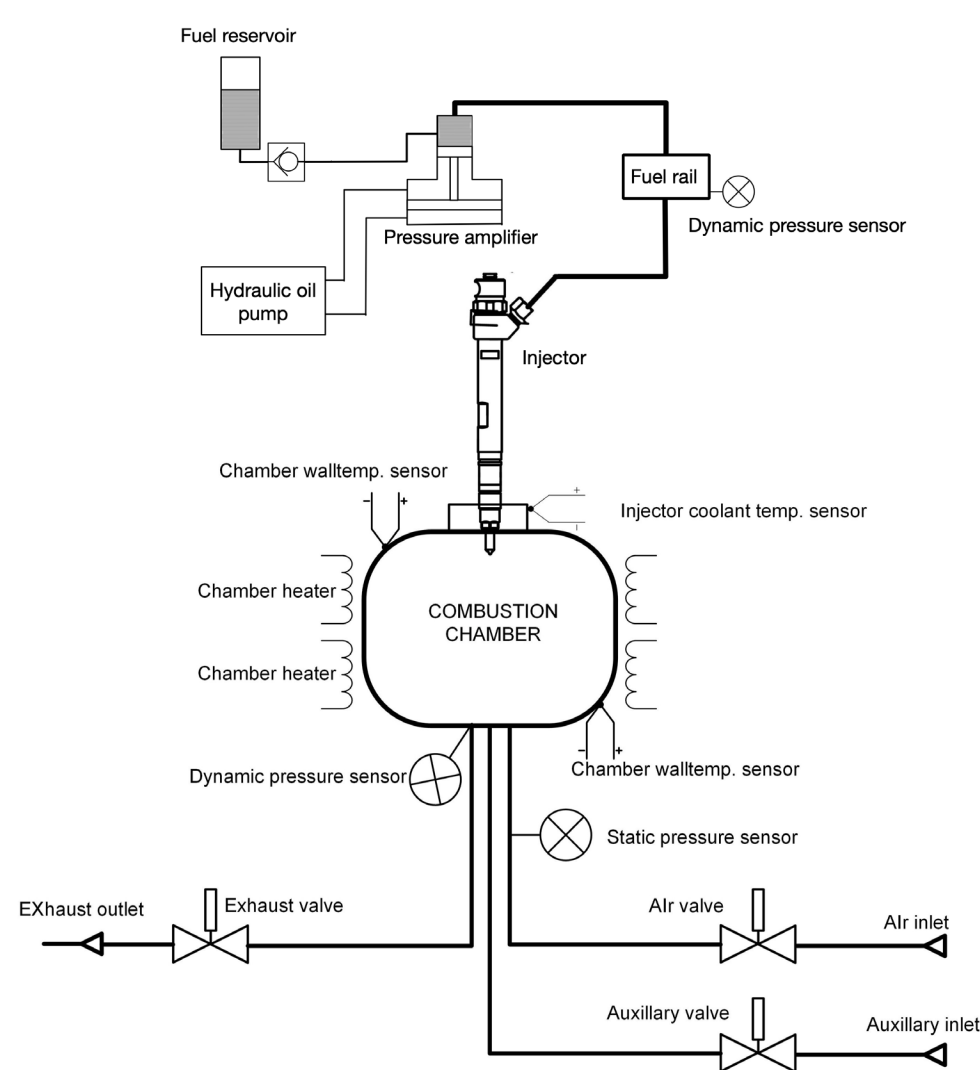 Fuel reservoir
Fuel rail
Dynamic pressure sensor
Pressure amplifier
Hydraulic oil
pump
Injector
Chamber walltemp. sensor
- +
+
Injector coolant temp. sensor
-
Chamber heater
COMBUSTION
CHAMBER
Chamber heater
- +
Chamber walltemp. sensor
Dynamic pressure sensor
Static pressure sensor
EXhaust outlet
Exhaust valve
AIr valve
AIr inlet
Auxillary valve
Auxillary inlet